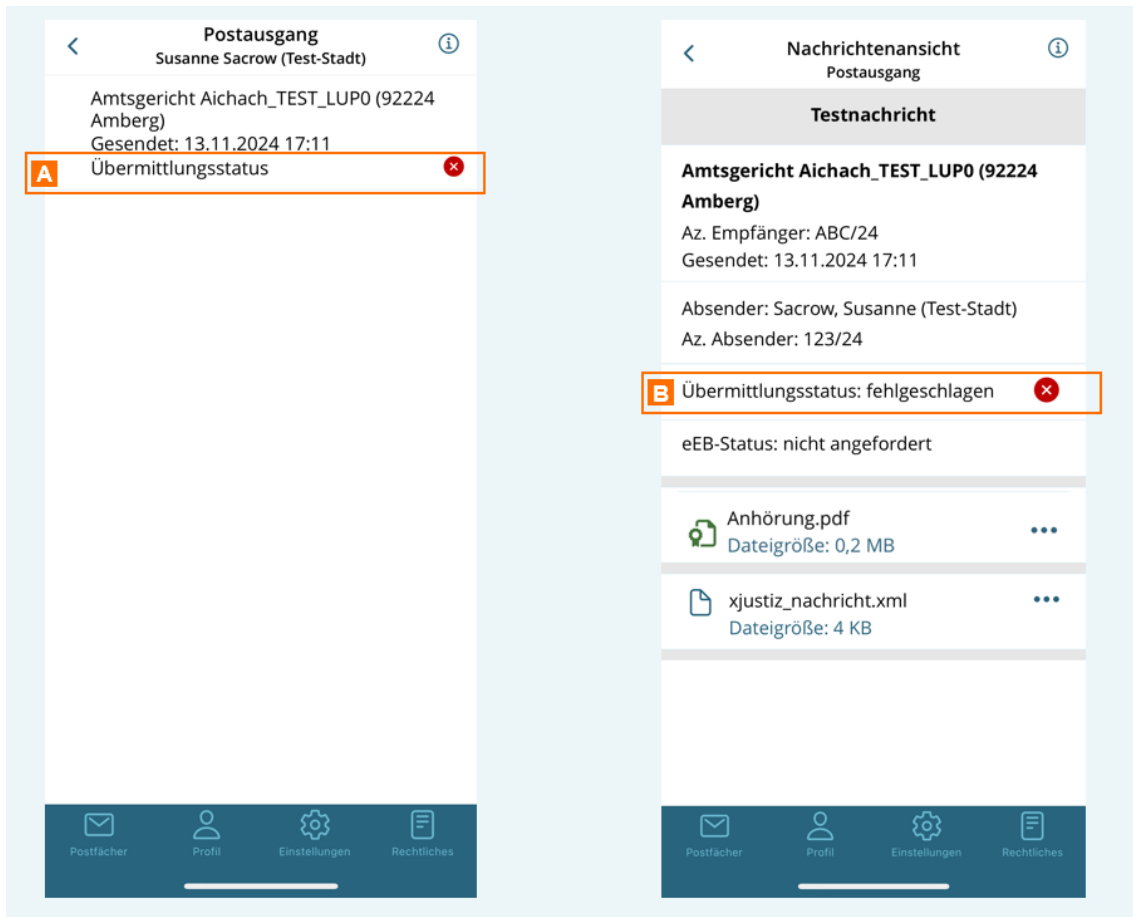 Postausgang
Susanne Sacrow (Test-Stadt)
Amtsgericht Aichach_TEST_LUP0 (92224
Amberg)
Gesendet: 13.11.2024 17:11
A
Übermittlungsstatus
Postfächer
Profil
Einstellungen
Rechtliches
Nachrichtenansicht
Postausgang
Testnachricht
Amtsgericht Aichach_TEST_LUP0 (92224
Amberg)
Az. Empfänger: ABC/24
Gesendet: 13.11.2024 17:11
Absender: Sacrow, Susanne (Test-Stadt)
Az. Absender: 123/24
B
Übermittlungsstatus: fehlgeschlagen
eEB-Status: nicht angefordert
Anhörung.pdf
Dateigröße: 0,2 MB
xjustiz_nachricht.xml
Dateigröße: 4 KB
Postfächer
Profil
Einstellungen
Rechtliches